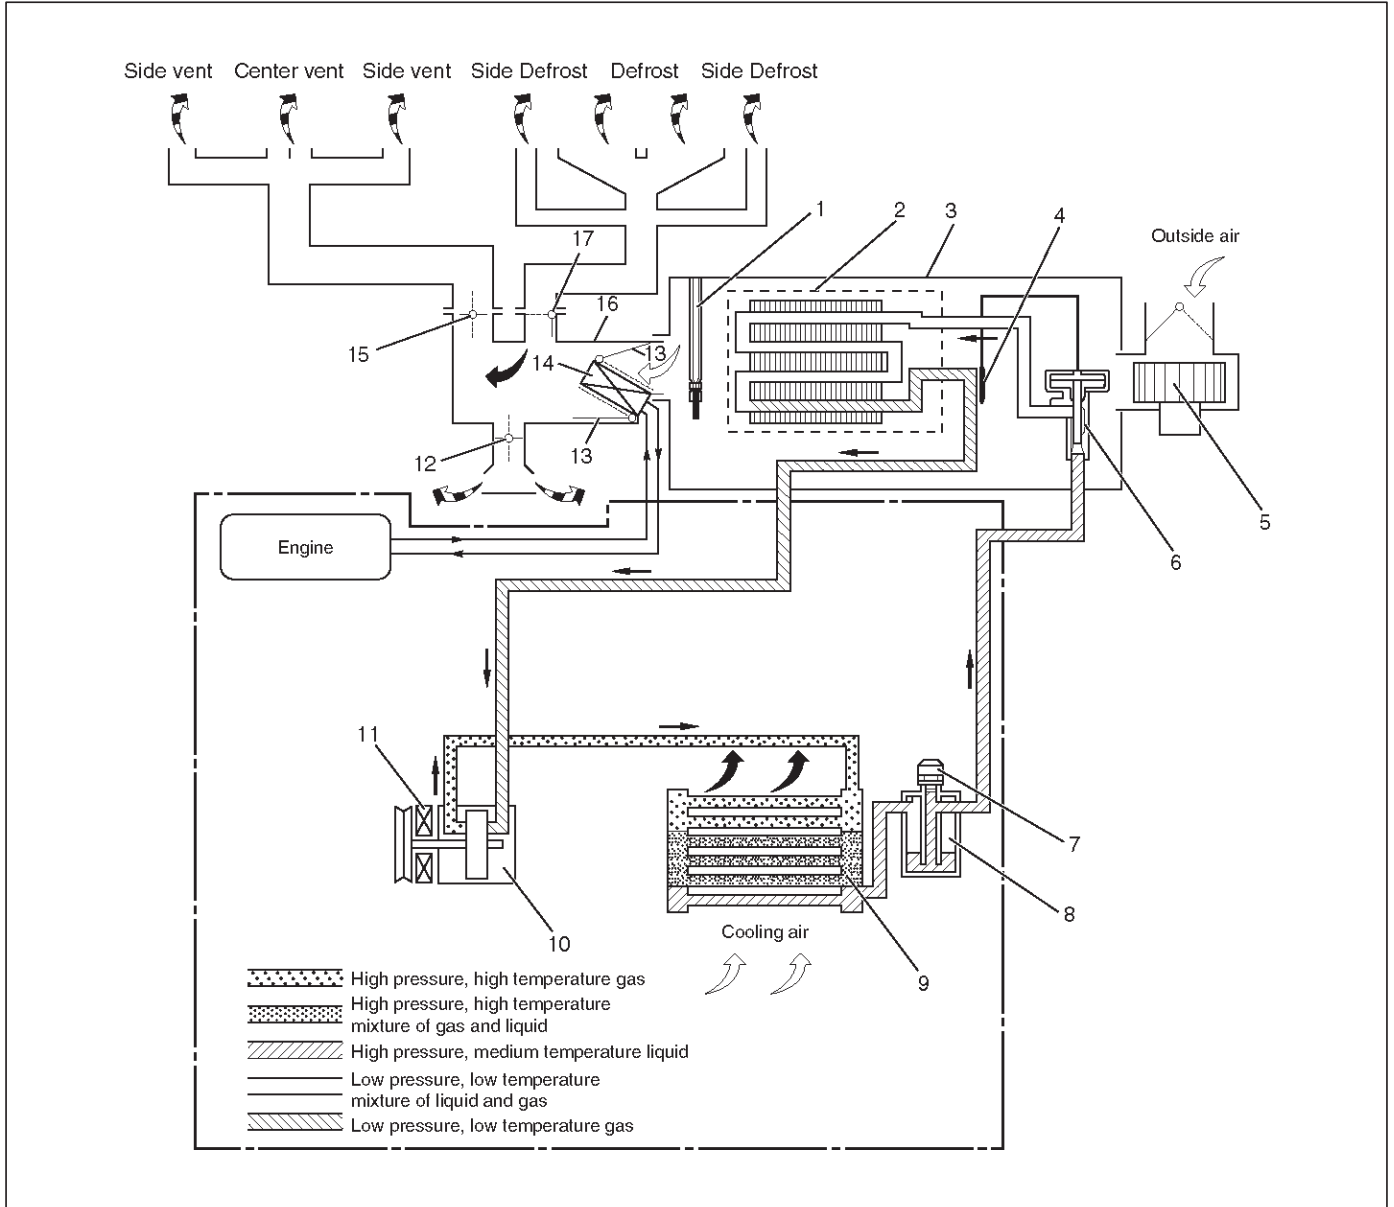 Side vent Center vent Side vent Side Defrost Defrost Side Defrost
1 2 3 4
Outside air
17
16
15
14 13
13
12
5
6
Engine
11
7
8
10
Cooling air
9
High pressure, high temperature gas
High pressure, high temperature
mixture of gas and liquid
High pressure, medium temperature liquid
Low pressure, low temperature
mixture of liquid and gas
Low pressure, low temperature gas